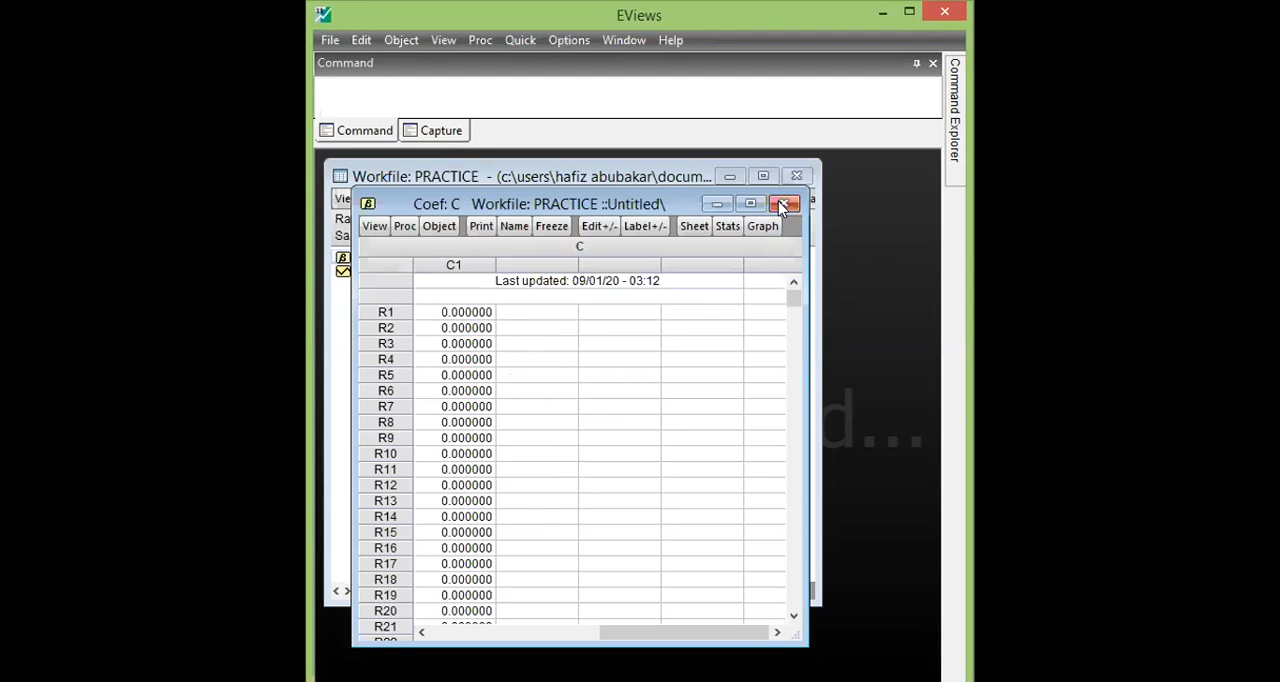 EViews
File Edit Object View Proc Quick Options Window Help
Command
Command Capture
Command Explorer
Workfile: PRACTICE - (c:\users\hafiz abubakar\docum...
Coef: C Workfile: PRACTICE ::Untitled\
View Proc Object Print Name Freeze Edit+/- Label+/- Sheet Stats Graph
C
C1
Last updated: 09/01/20 - 03:12
R1 0.000000
R2 0.000000
R3 0.000000
R4 0.000000
R5 0.000000
R6 0.000000
R7 0.000000
R8 0.000000
R9 0.000000
R10 0.000000
R11 0.000000
R12 0.000000
R13 0.000000
R14 0.000000
R15 0.000000
R16 0.000000
R17 0.000000
R18 0.000000
R19 0.000000
R20 0.000000
R21